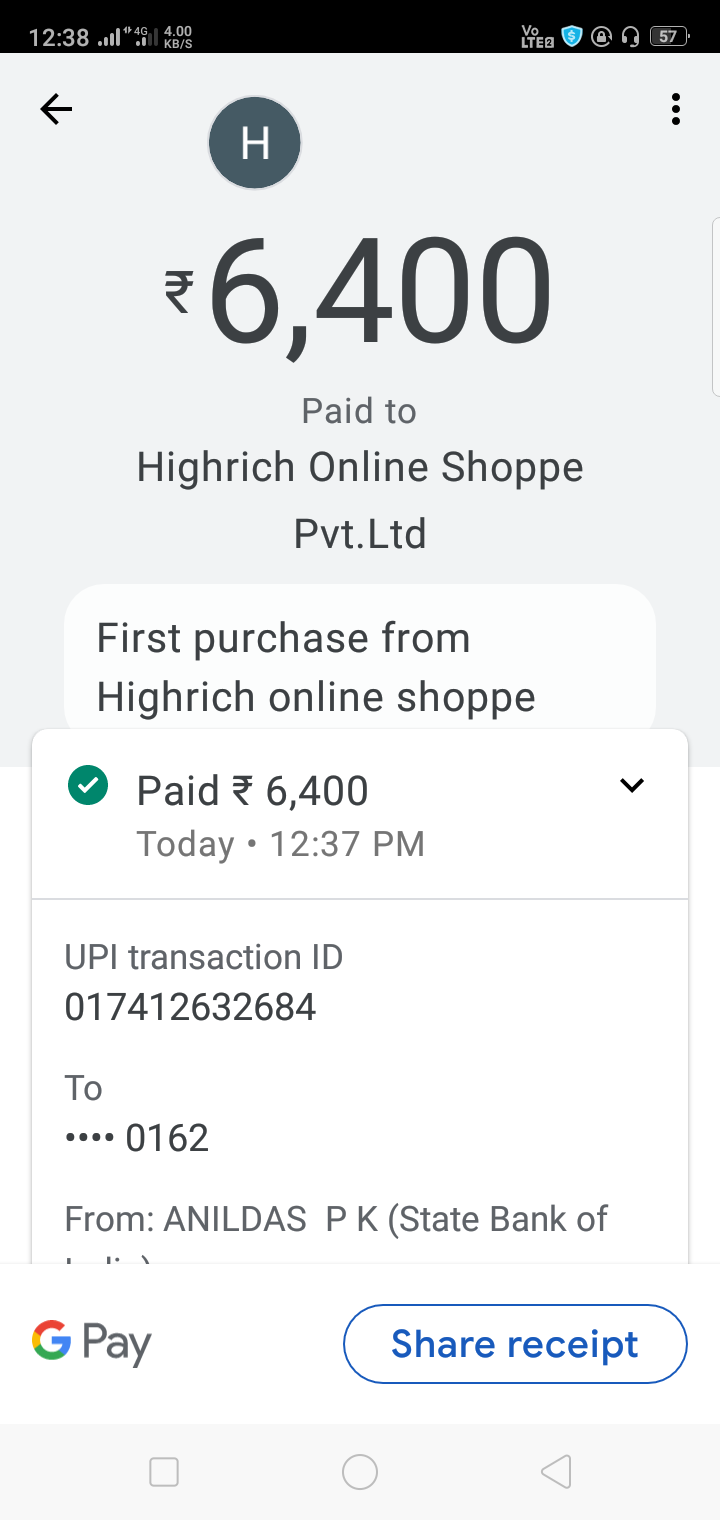 12:38 4G 4.00 KB/S Vo LTE2 57
H
₹6,400
Paid to
Highrich Online Shoppe
Pvt.Ltd
First purchase from
Highrich online shoppe
Paid ₹ 6,400
Today • 12:37 PM
UPI transaction ID
017412632684
To
•••• 0162
From: ANILDAS P K (State Bank of
G Pay
Share receipt